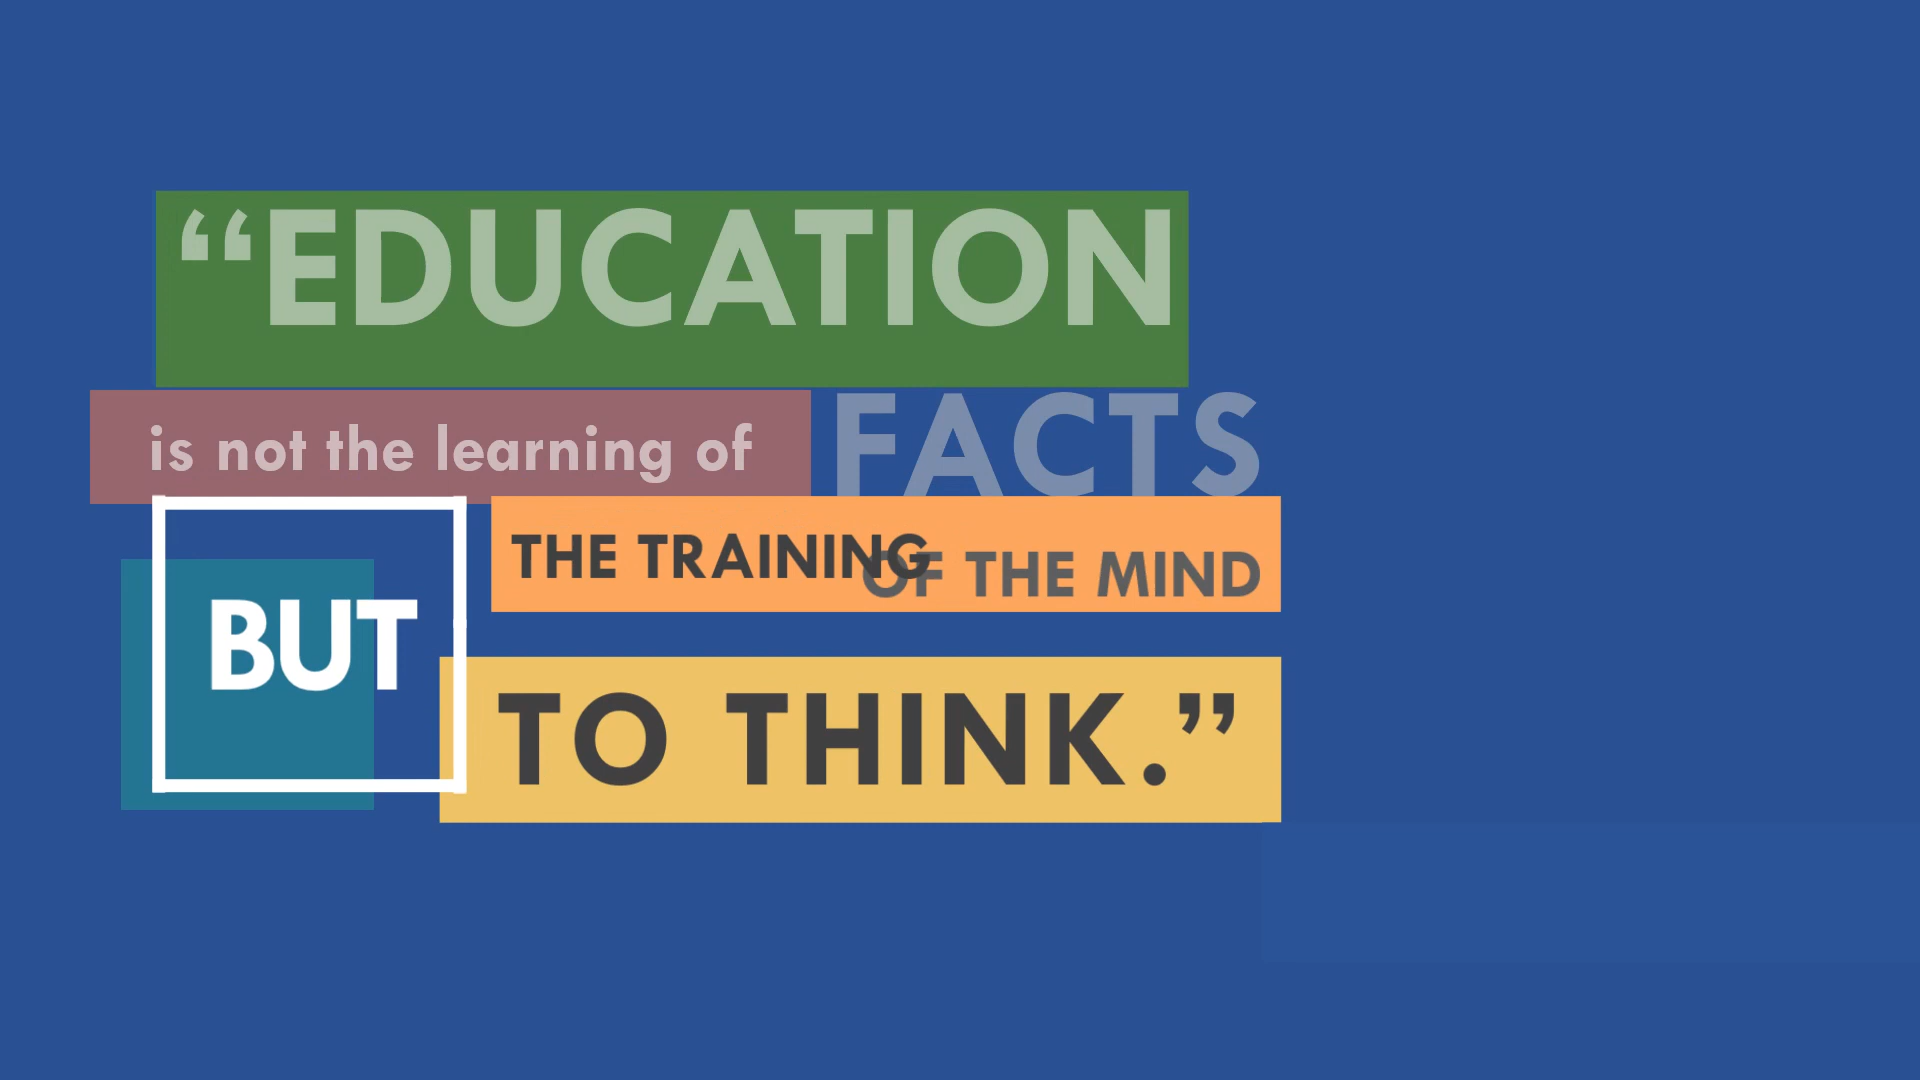 “EDUCATION
is not the learning of FACTS
BUT THE TRAINING OF THE MIND
TO THINK.”